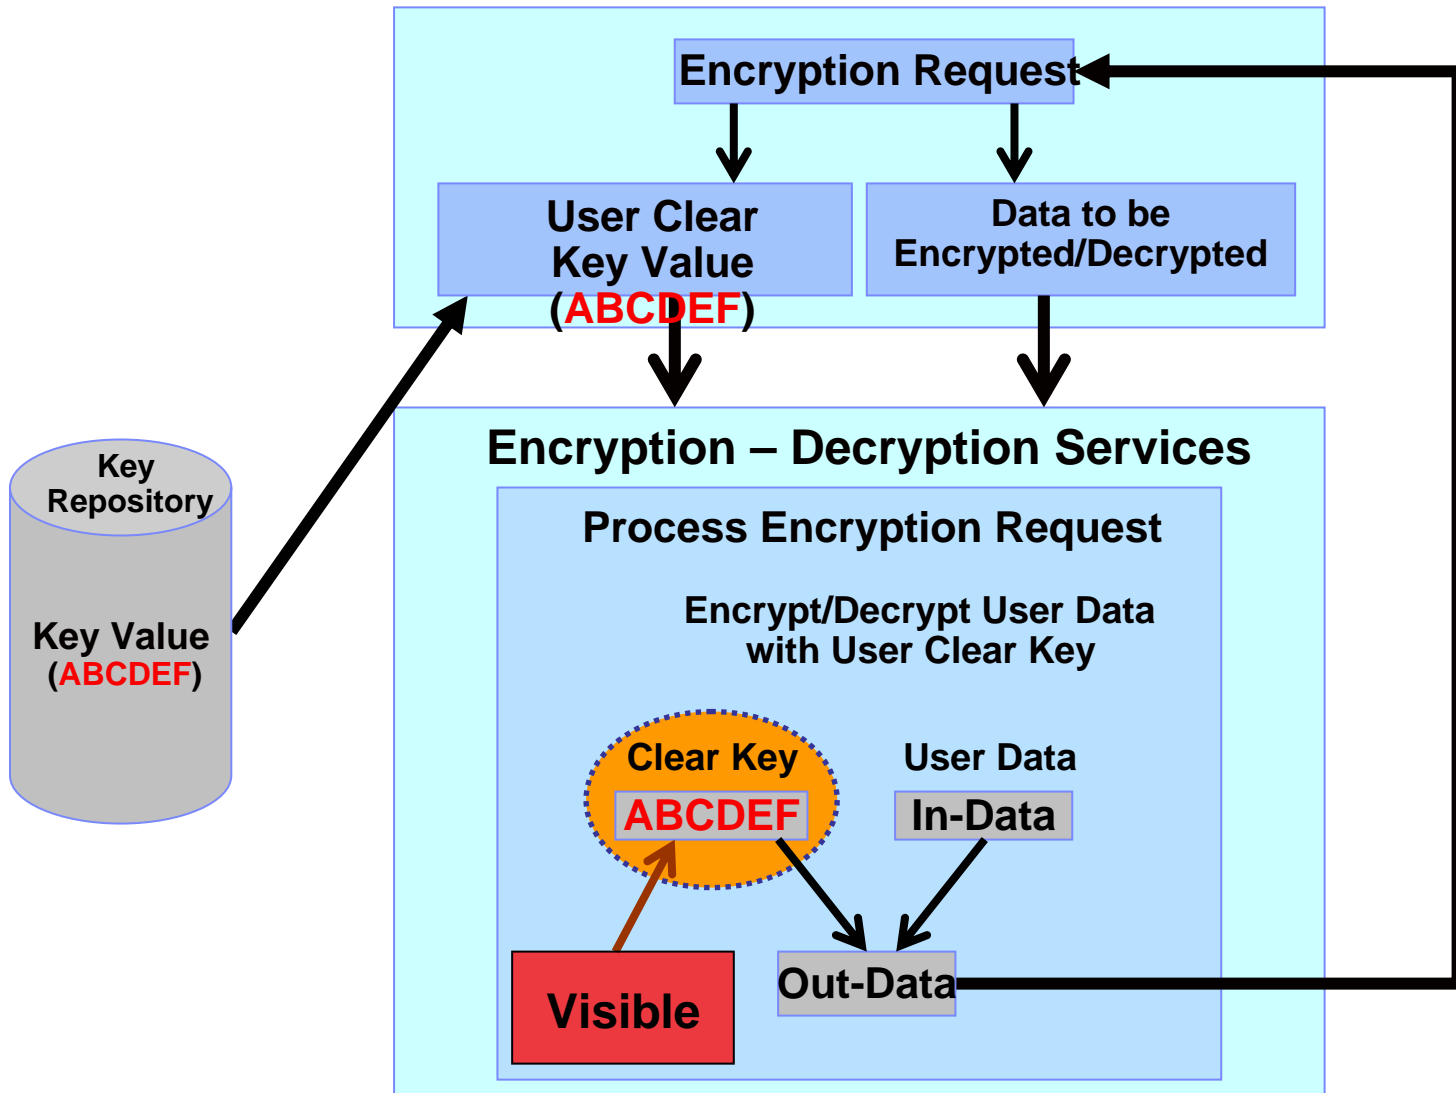 Encryption Request
User Clear
Key Value
(ABCDEF)
Data to be
Encrypted/Decrypted
Encryption – Decryption Services
Key
Repository
Key Value
(ABCDEF)
Process Encryption Request
Encrypt/Decrypt User Data
with User Clear Key
Clear Key
ABCDEF
User Data
In-Data
Visible
Out-Data